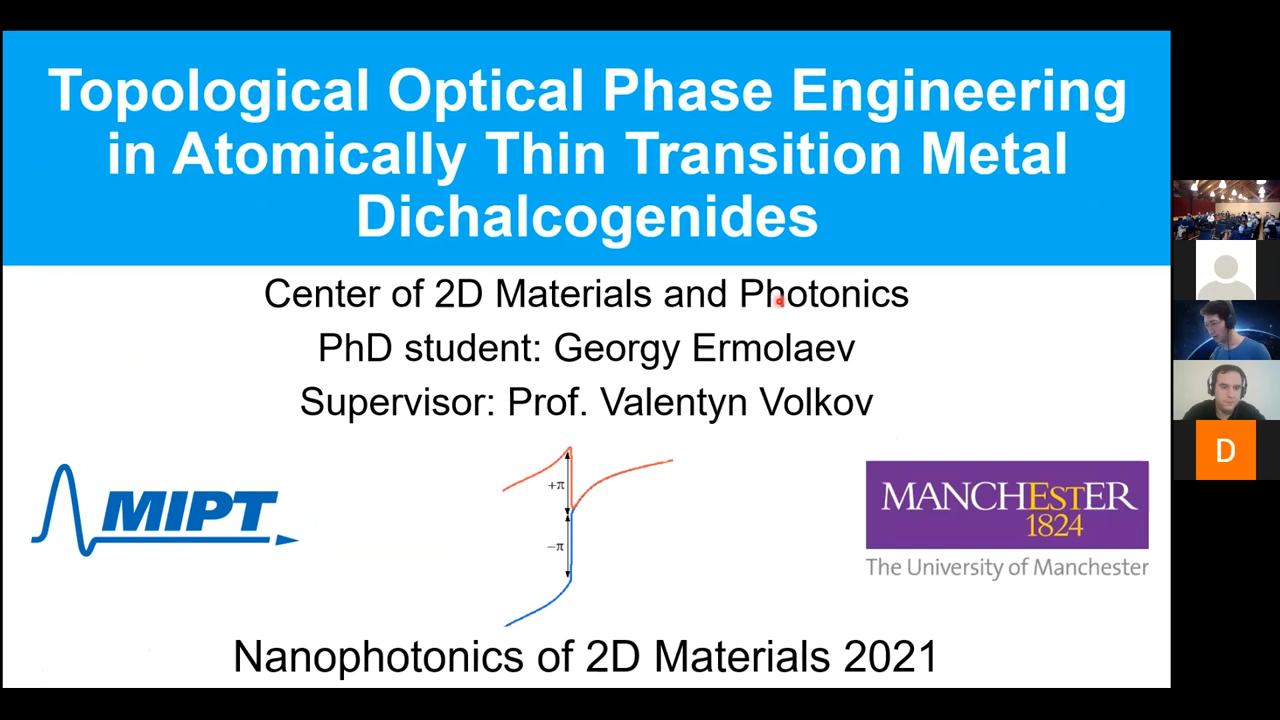 Topological Optical Phase Engineering
in Atomically Thin Transition Metal
Dichalcogenides
Center of 2D Materials and Photonics
PhD student: Georgy Ermolaev
Supervisor: Prof. Valentyn Volkov
MIPT
+π
−π
MANCHESTER
1824
The University of Manchester
Nanophotonics of 2D Materials 2021
D